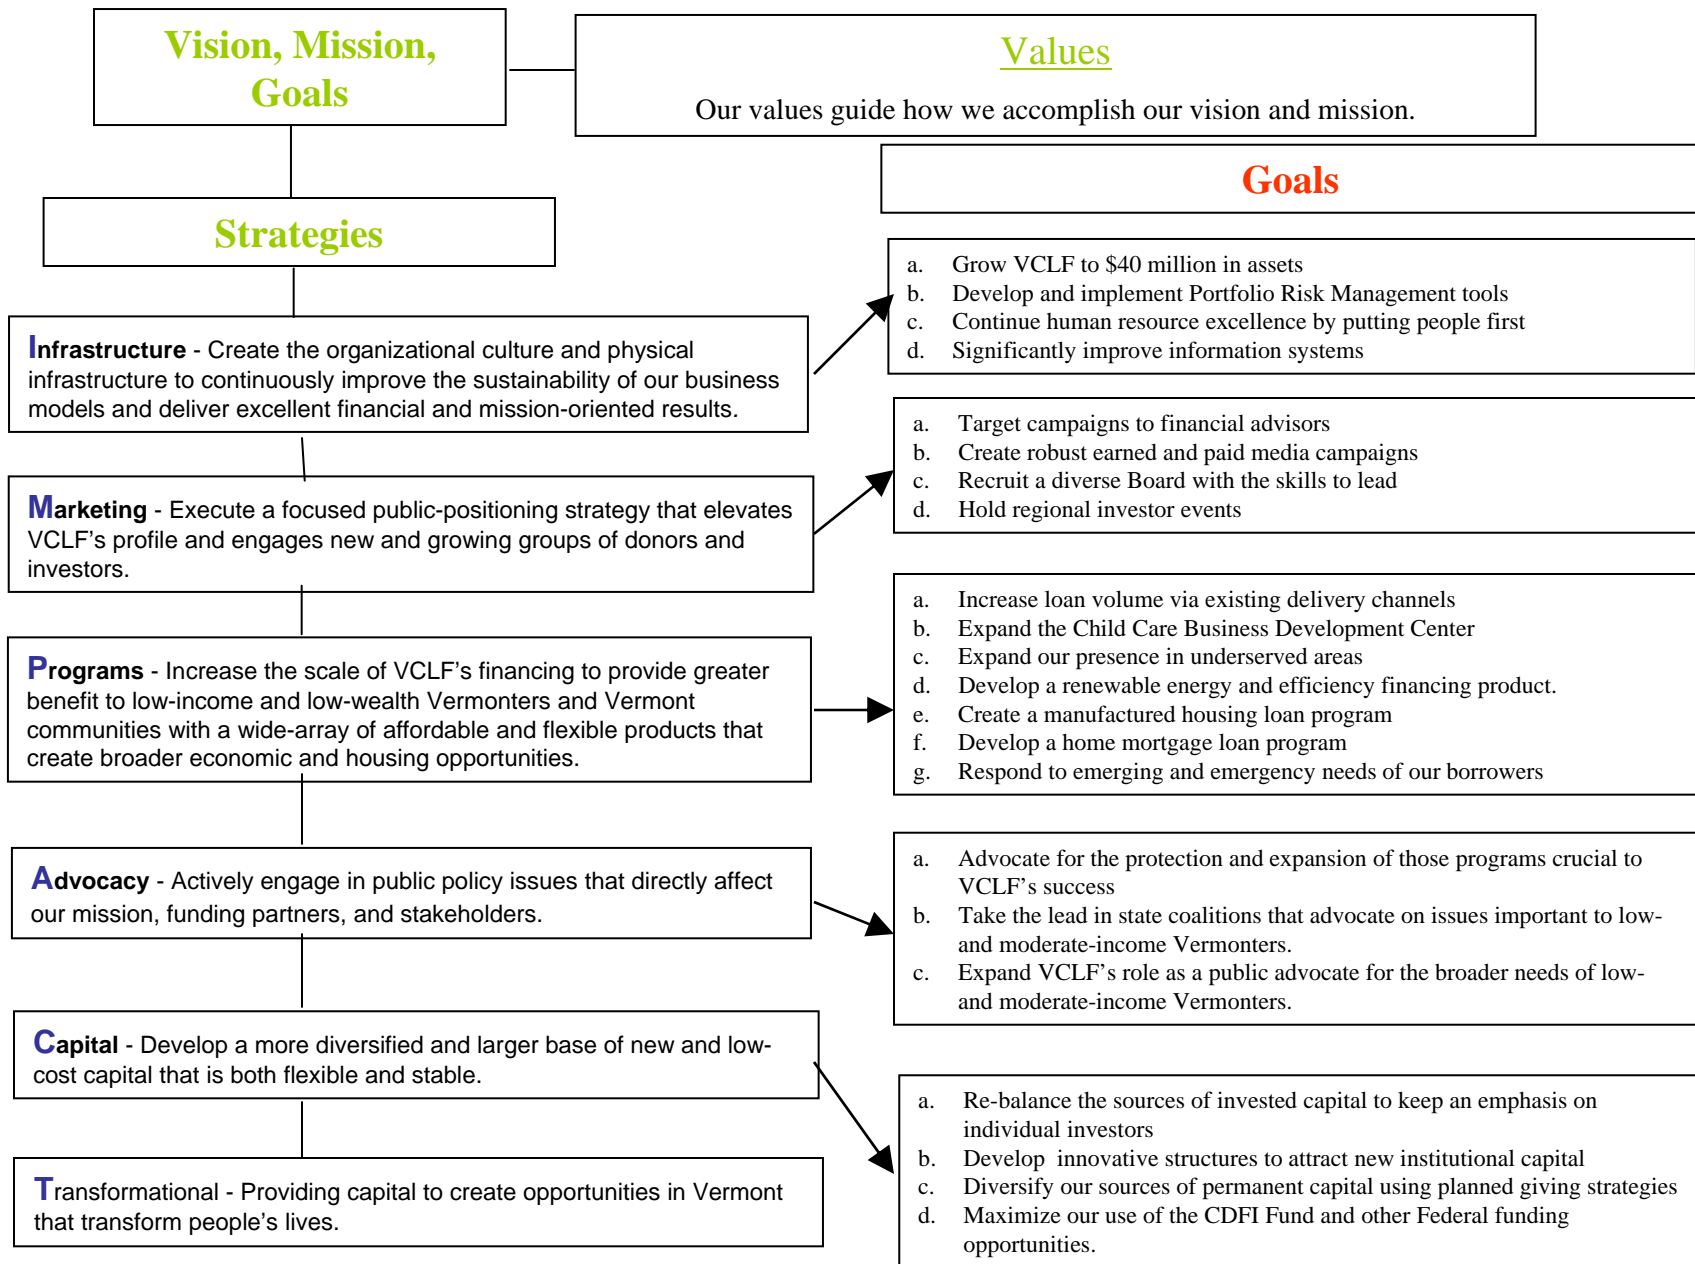 Vision, Mission,
Goals
Values
Our values guide how we accomplish our vision and mission.
Goals
Strategies
Infrastructure - Create the organizational culture and physical
infrastructure to continuously improve the sustainability of our business
models and deliver excellent financial and mission-oriented results.
a. Grow VCLF to $40 million in assets
b. Develop and implement Portfolio Risk Management tools
c. Continue human resource excellence by putting people first
d. Significantly improve information systems
Marketing - Execute a focused public-positioning strategy that elevates
VCLF's profile and engages new and growing groups of donors and
investors.
a. Target campaigns to financial advisors
b. Create robust earned and paid media campaigns
c. Recruit a diverse Board with the skills to lead
d. Hold regional investor events
Programs - Increase the scale of VCLF's financing to provide greater
benefit to low-income and low-wealth Vermonters and Vermont
communities with a wide-array of affordable and flexible products that
create broader economic and housing opportunities.
a. Increase loan volume via existing delivery channels
b. Expand the Child Care Business Development Center
c. Expand our presence in underserved areas
d. Develop a renewable energy and efficiency financing product.
e. Create a manufactured housing loan program
f. Develop a home mortgage loan program
g. Respond to emerging and emergency needs of our borrowers
Advocacy - Actively engage in public policy issues that directly affect
our mission, funding partners, and stakeholders.
a. Advocate for the protection and expansion of those programs crucial to
VCLF's success
b. Take the lead in state coalitions that advocate on issues important to low-
and moderate-income Vermonters.
c. Expand VCLF's role as a public advocate for the broader needs of low-
and moderate-income Vermonters.
Capital - Develop a more diversified and larger base of new and low-
cost capital that is both flexible and stable.
a. Re-balance the sources of invested capital to keep an emphasis on
individual investors
b. Develop innovative structures to attract new institutional capital
c. Diversify our sources of permanent capital using planned giving strategies
d. Maximize our use of the CDFI Fund and other Federal funding
opportunities.
Transformational - Providing capital to create opportunities in Vermont
that transform people's lives.